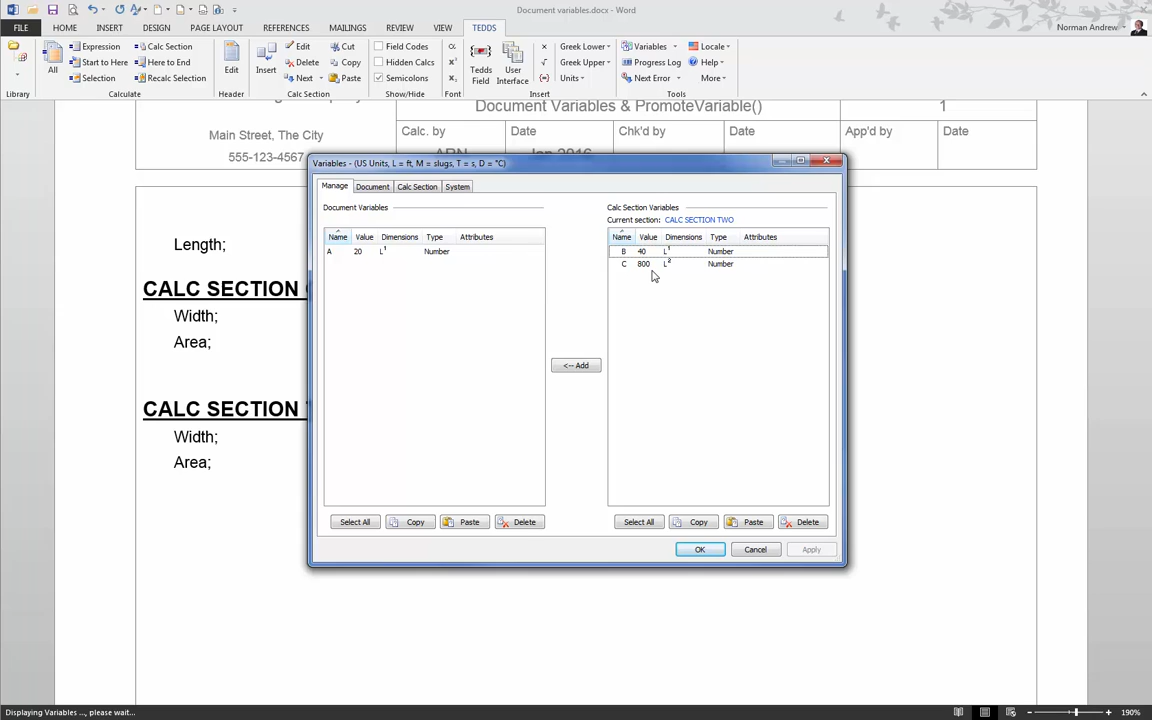 Document variables.docx - Word
FILE HOME INSERT DESIGN PAGE LAYOUT REFERENCES MAILINGS REVIEW VIEW TEDDS Norman Andrew
Library
All
Expression
Start to Here
Selection
Calc Section
Here to End
Recalc Selection
Calculate
Edit
Header
Insert
Edit
Delete
Next
Cut
Copy
Paste
Calc Section
Field Codes
Hidden Calcs
Semicolons
Show/Hide
α
x²
x₂
Font
Tedds Field
User Interface
Greek Lower
Greek Upper
Units
Insert
Variables
Progress Log
Next Error
Locale
Help
More
Tools
Document Variables & PromoteVariable() 1
Main Street, The City
555-123-4567
Calc. by Date Chk'd by Date App'd by Date
Length;
CALC SECTION
Width;
Area;
CALC SECTION
Width;
Area;
Variables - (US Units, L = ft, M = slugs, T = s, D = °C)
Manage Document Calc Section System
Document Variables
Name Value Dimensions Type Attributes
A 20 L¹ Number
<-- Add
Calc Section Variables
Current section: CALC SECTION TWO
Name Value Dimensions Type Attributes
B 40 L¹ Number
C 800 L² Number
Select All Copy Paste Delete
Select All Copy Paste Delete
OK Cancel Apply
Displaying Variables ..., please wait... 190%